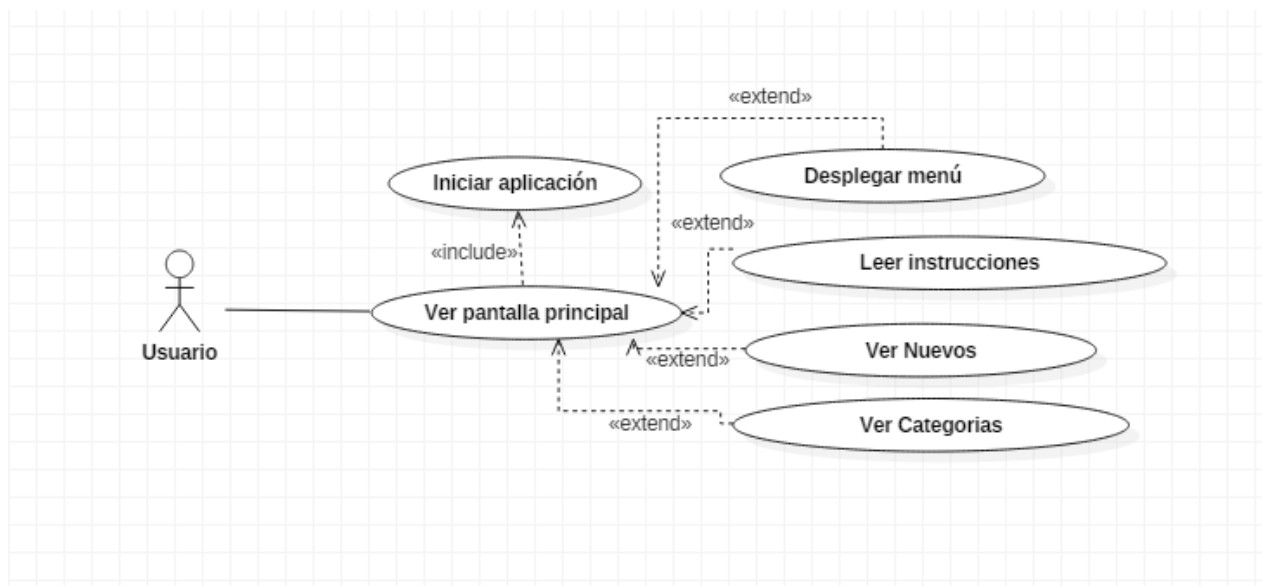 «extend»
Iniciar aplicación
Desplegar menú
«extend»
«include»
Leer instrucciones
Ver pantalla principal
Usuario
Ver Nuevos
«extend»
Ver Categorias
«extend»